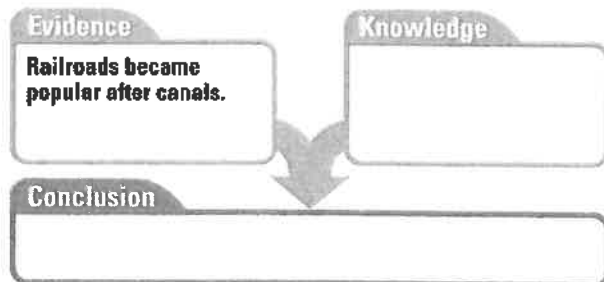 Evidence
Knowledge
Railroads became
popular after canals.
Conclusion